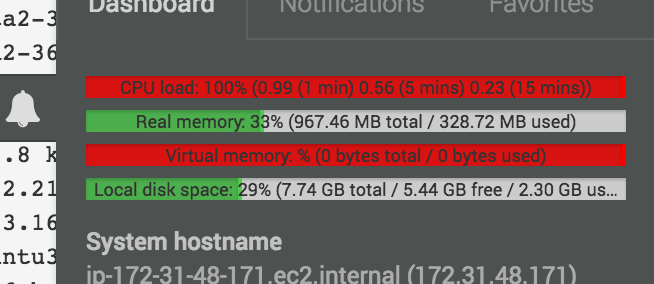 a2-3
Dashboard Notifications Favorites
2-36
CPU load: 100% (0.99 (1 min) 0.56 (5 mins) 0.23 (15 mins))
Real memory: 33% (967.46 MB total / 328.72 MB used)
.8 k
Virtual memory: % (0 bytes total / 0 bytes used)
2.21
Local disk space: 29% (7.74 GB total / 5.44 GB free / 2.30 GB us...
3.16
System hostname
ntu3
ip-172-31-48-171.ec2.internal (172.31.48.171)